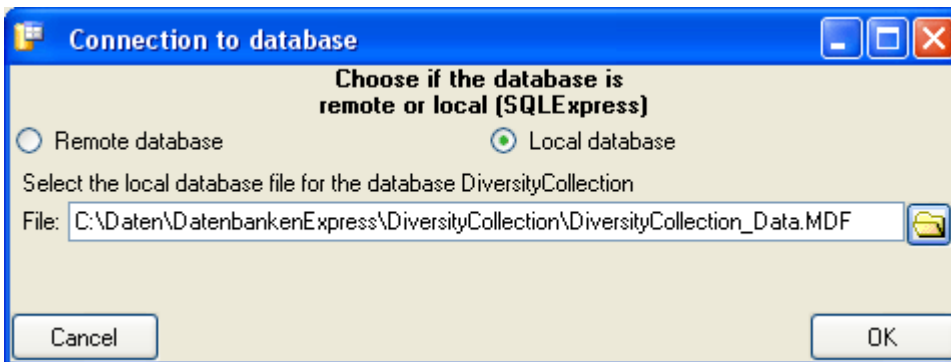 Connection to database
Choose if the database is
remote or local (SQLExpress)
Remote database
Local database
Select the local database file for the database DiversityCollection
File: C:\Daten\DatenbankenExpress\DiversityCollection\DiversityCollection_Data.MDF
Cancel
OK